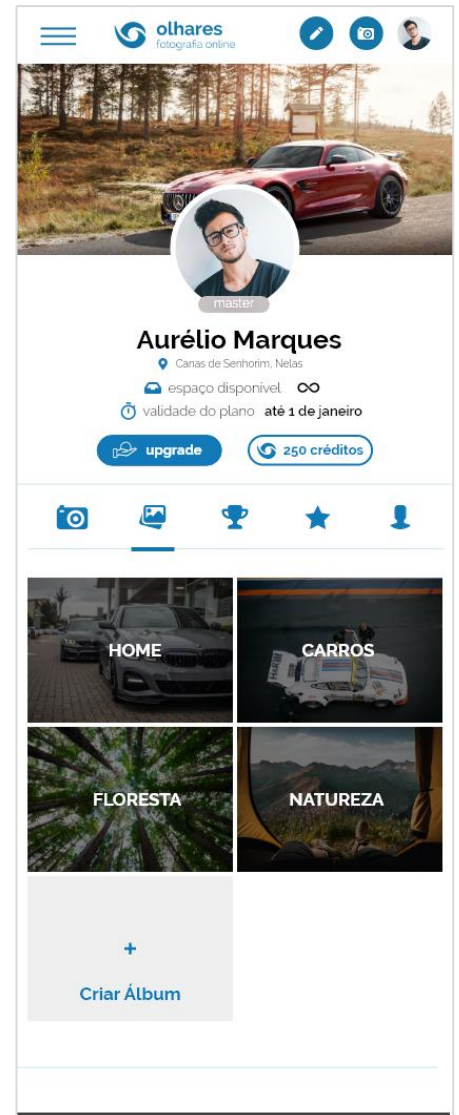 olhares
fotografia online
master
Aurélio Marques
Canas de Senhorim, Nelas
espaço disponível ∞
validade do plano até 1 de janeiro
upgrade
250 créditos
HOME
CARROS
FLORESTA
NATUREZA
+
Criar Álbum